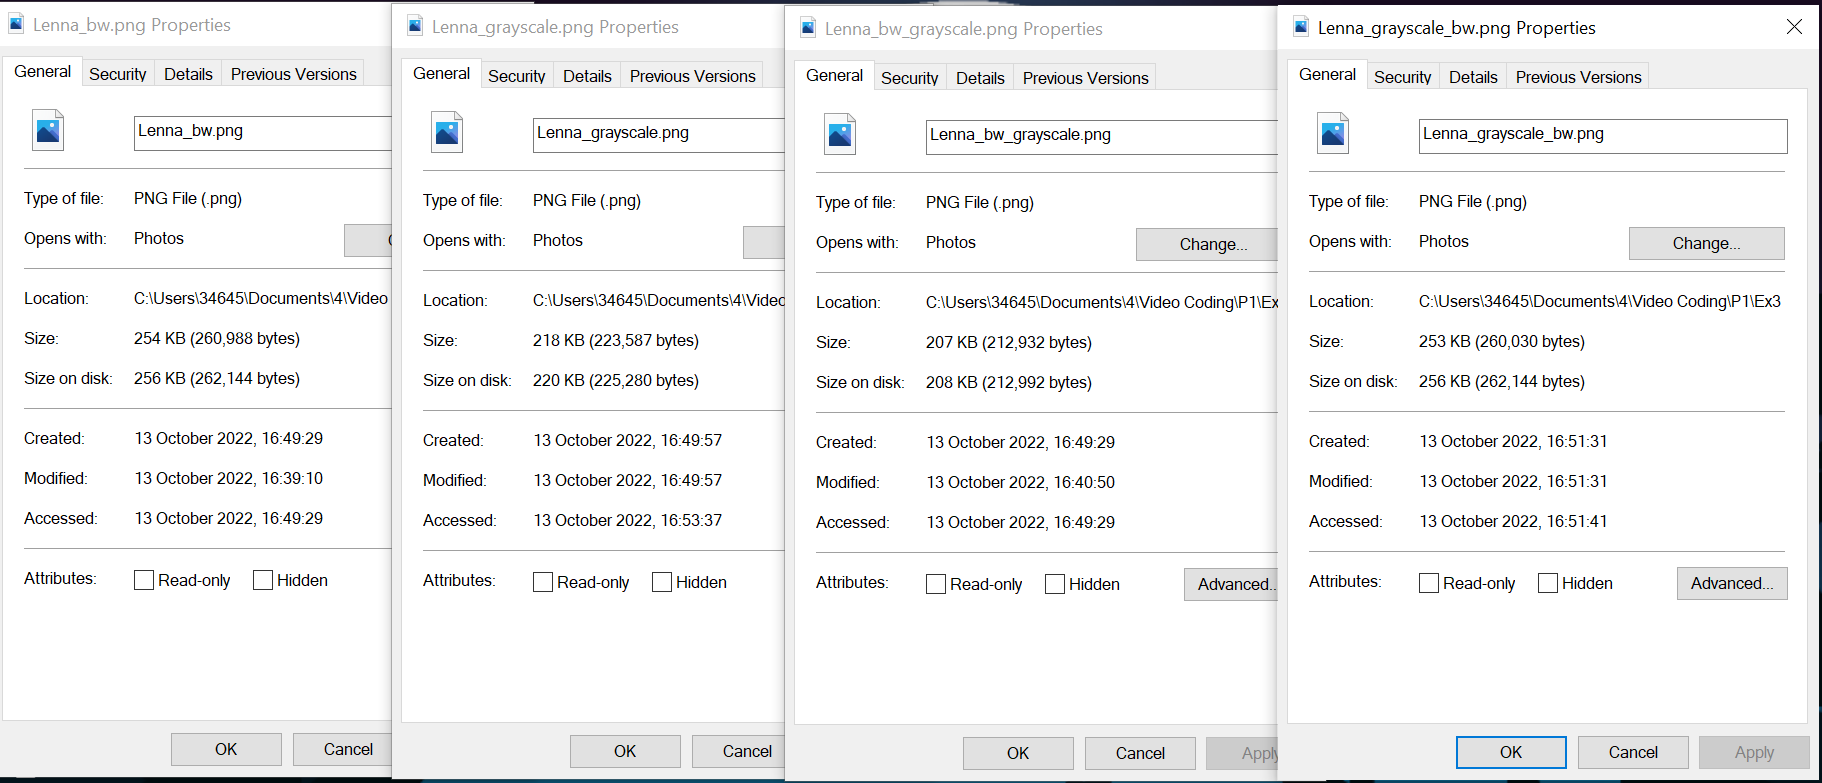 Lenna_bw.png Properties
General Security Details Previous Versions
Lenna_bw.png
Type of file: PNG File (.png)
Opens with: Photos
Location: C:\Users\34645\Documents\4\Video
Size: 254 KB (260,988 bytes)
Size on disk: 256 KB (262,144 bytes)
Created: 13 October 2022, 16:49:29
Modified: 13 October 2022, 16:39:10
Accessed: 13 October 2022, 16:49:29
Attributes: Read-only Hidden
OK Cancel
Lenna_grayscale.png Properties
General Security Details Previous Versions
Lenna_grayscale.png
Type of file: PNG File (.png)
Opens with: Photos
Location: C:\Users\34645\Documents\4\Video
Size: 218 KB (223,587 bytes)
Size on disk: 220 KB (225,280 bytes)
Created: 13 October 2022, 16:49:57
Modified: 13 October 2022, 16:49:57
Accessed: 13 October 2022, 16:53:37
Attributes: Read-only Hidden
OK Cancel
Lenna_bw_grayscale.png Properties
General Security Details Previous Versions
Lenna_bw_grayscale.png
Type of file: PNG File (.png)
Opens with: Photos Change...
Location: C:\Users\34645\Documents\4\Video Coding\P1\Ex
Size: 207 KB (212,932 bytes)
Size on disk: 208 KB (212,992 bytes)
Created: 13 October 2022, 16:49:29
Modified: 13 October 2022, 16:40:50
Accessed: 13 October 2022, 16:49:29
Attributes: Read-only Hidden Advanced..
OK Cancel Apply
Lenna_grayscale_bw.png Properties
General Security Details Previous Versions
Lenna_grayscale_bw.png
Type of file: PNG File (.png)
Opens with: Photos Change...
Location: C:\Users\34645\Documents\4\Video Coding\P1\Ex3
Size: 253 KB (260,030 bytes)
Size on disk: 256 KB (262,144 bytes)
Created: 13 October 2022, 16:51:31
Modified: 13 October 2022, 16:51:31
Accessed: 13 October 2022, 16:51:41
Attributes: Read-only Hidden Advanced...
OK Cancel Apply